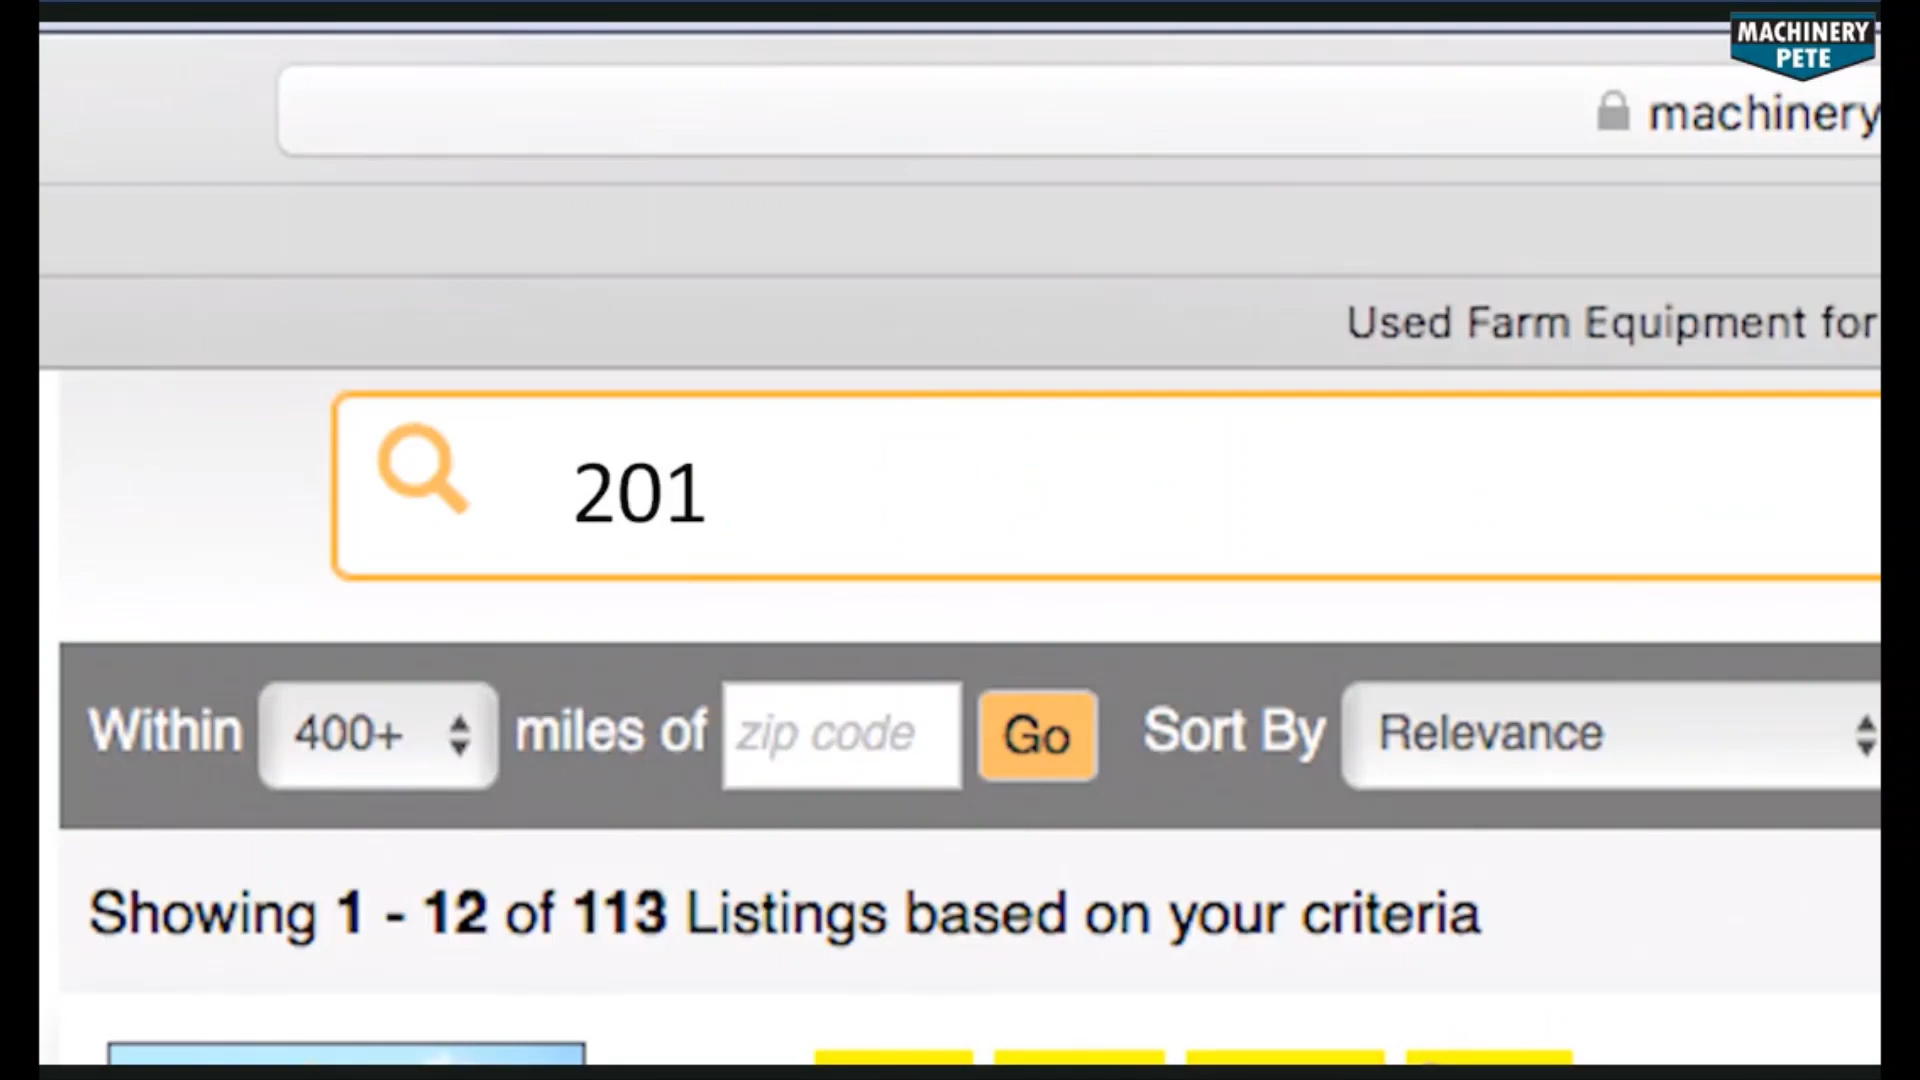 MACHINERY
PETE
machinery
Used Farm Equipment for
201
Within 400+ miles of zip code Go Sort By Relevance
Showing 1 - 12 of 113 Listings based on your criteria